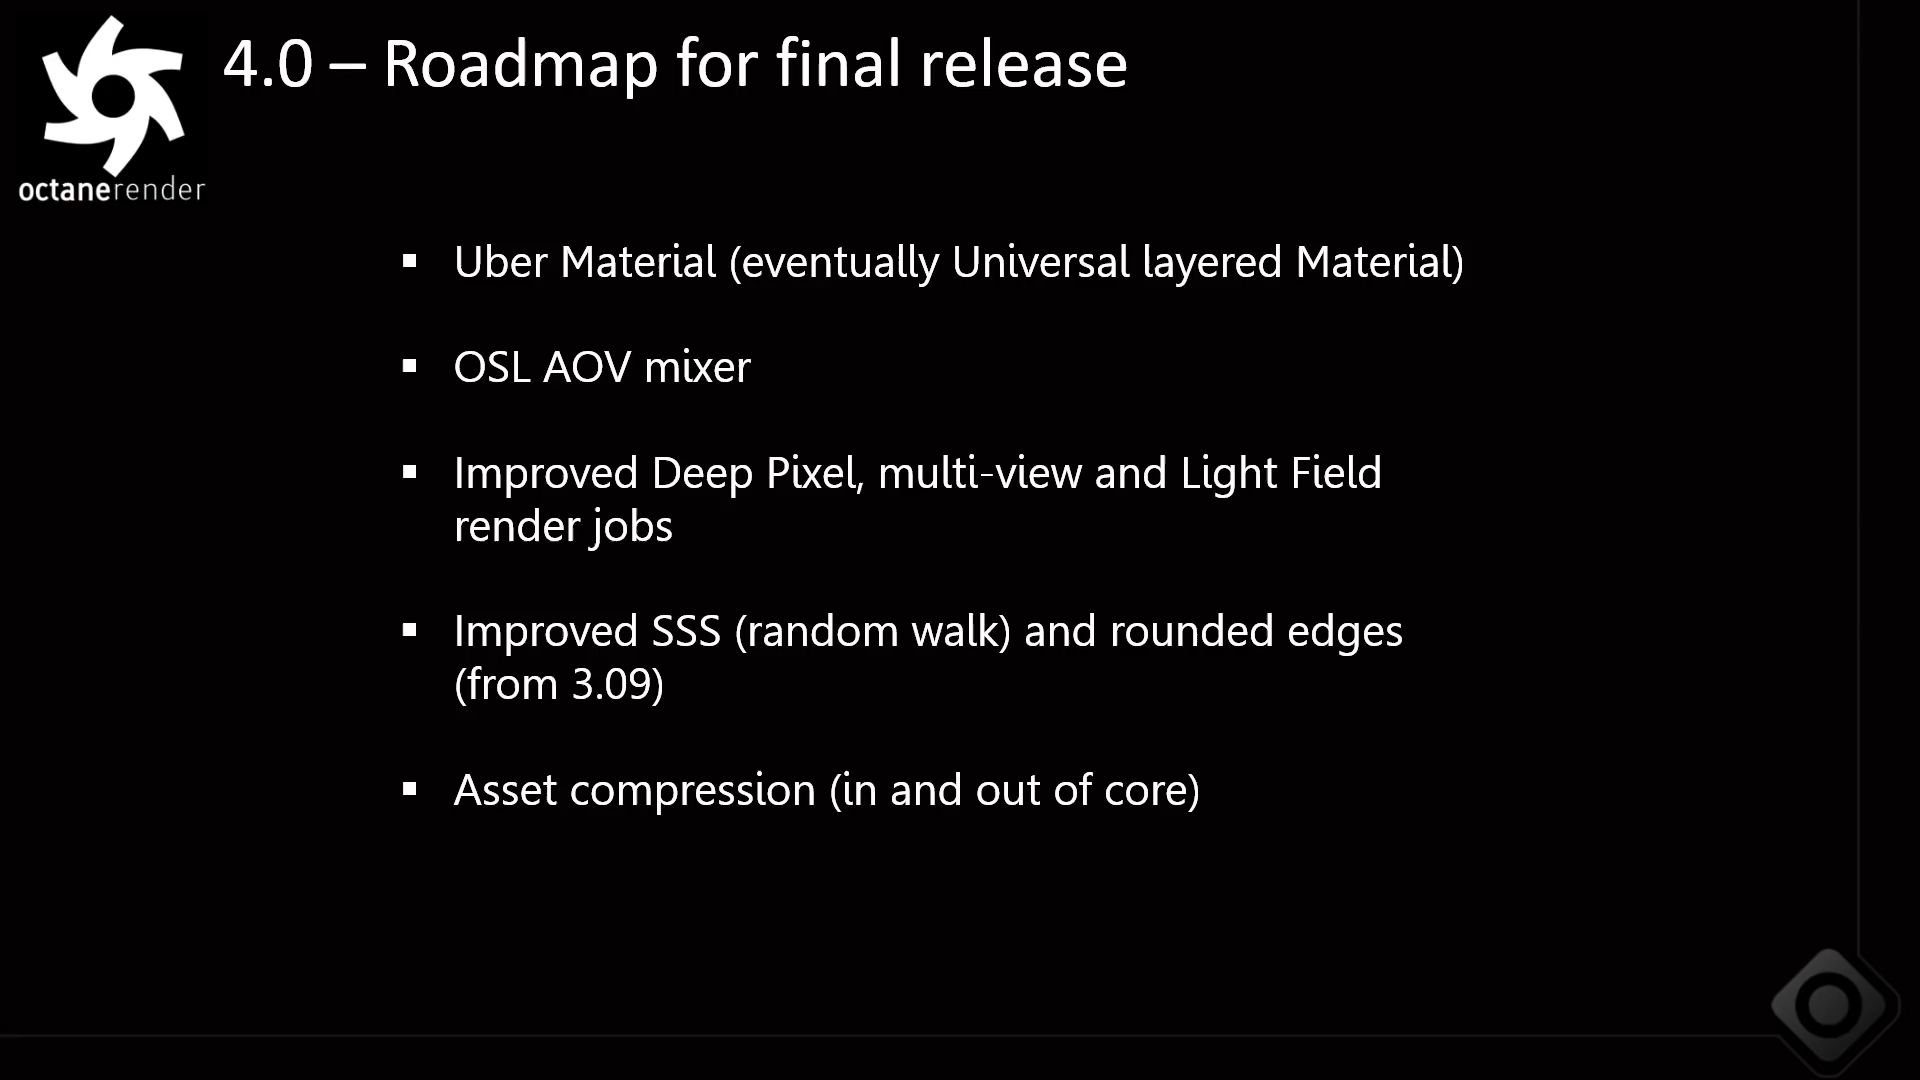 4.0 – Roadmap for final release
octanerender
▪ Uber Material (eventually Universal layered Material)
▪ OSL AOV mixer
▪ Improved Deep Pixel, multi-view and Light Field
render jobs
▪ Improved SSS (random walk) and rounded edges
(from 3.09)
▪ Asset compression (in and out of core)